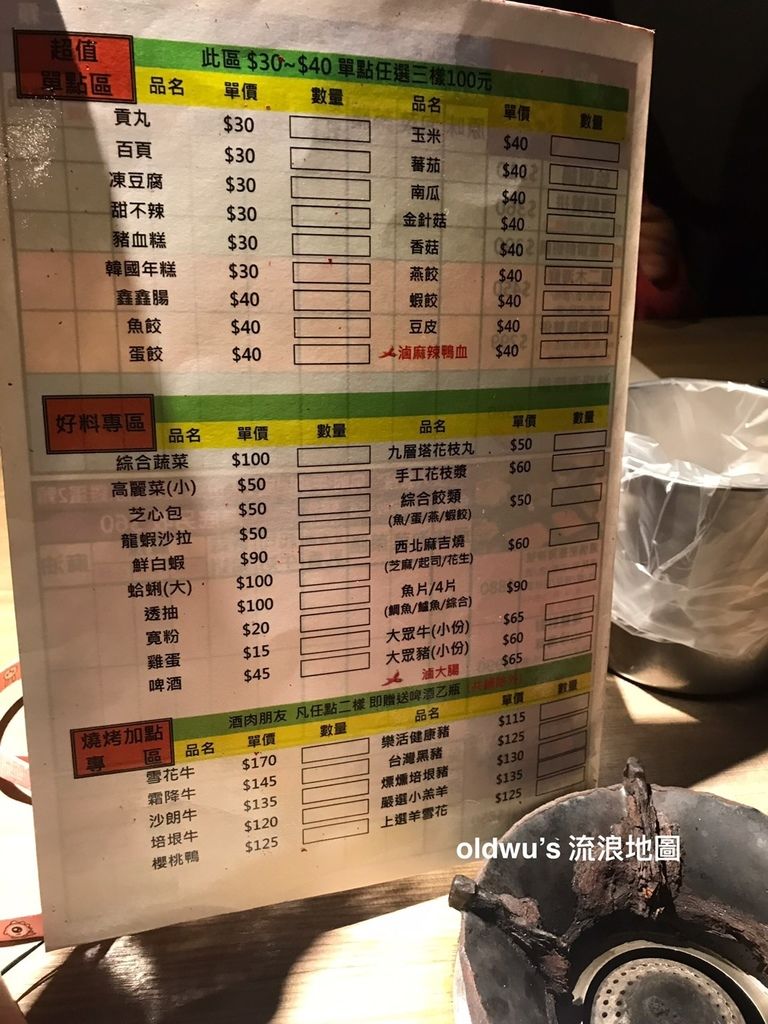 超值
單點區
此區 $30~$40 單點任選三樣100元
品名 單價 數量 品名 單價 數量
貢丸 $30 玉米 $40
百頁 $30 蕃茄 $40
凍豆腐 $30 南瓜 $40
甜不辣 $30 金針菇 $40
豬血糕 $30 香菇 $40
韓國年糕 $30 燕餃 $40
鑫鑫腸 $40 蝦餃 $40
魚餃 $40 豆皮 $40
蛋餃 $40 滷麻辣鴨血 $40
好料專區
品名 單價 數量 品名 單價 數量
綜合蔬菜 $100 九層塔花枝丸 $50
高麗菜(小) $50 手工花枝漿 $60
芝心包 $50 綜合餃類 $50
(魚/蛋/燕/蝦餃)
龍蝦沙拉 $50 西北麻吉燒 $60
(芝麻/起司/花生)
鮮白蝦 $90 魚片/4片 $90
(鯛魚/鱸魚/綜合)
蛤蜊(大) $100 大眾牛(小份) $65
透抽 $100 大眾豬(小份) $60
寬粉 $20 滷大腸 $65
雞蛋 $15
啤酒 $45
燒烤加點
專 區
酒肉朋友 凡任點二樣 即贈送啤酒乙瓶
品名 單價 數量 品名 單價 數量
雪花牛 $170 樂活健康豬 $115
霜降牛 $145 台灣黑豬 $125
沙朗牛 $135 燻燻培根豬 $130
培根牛 $120 嚴選小羔羊 $135
櫻桃鴨 $125 上選羊雪花 $125
oldwu's 流浪地圖